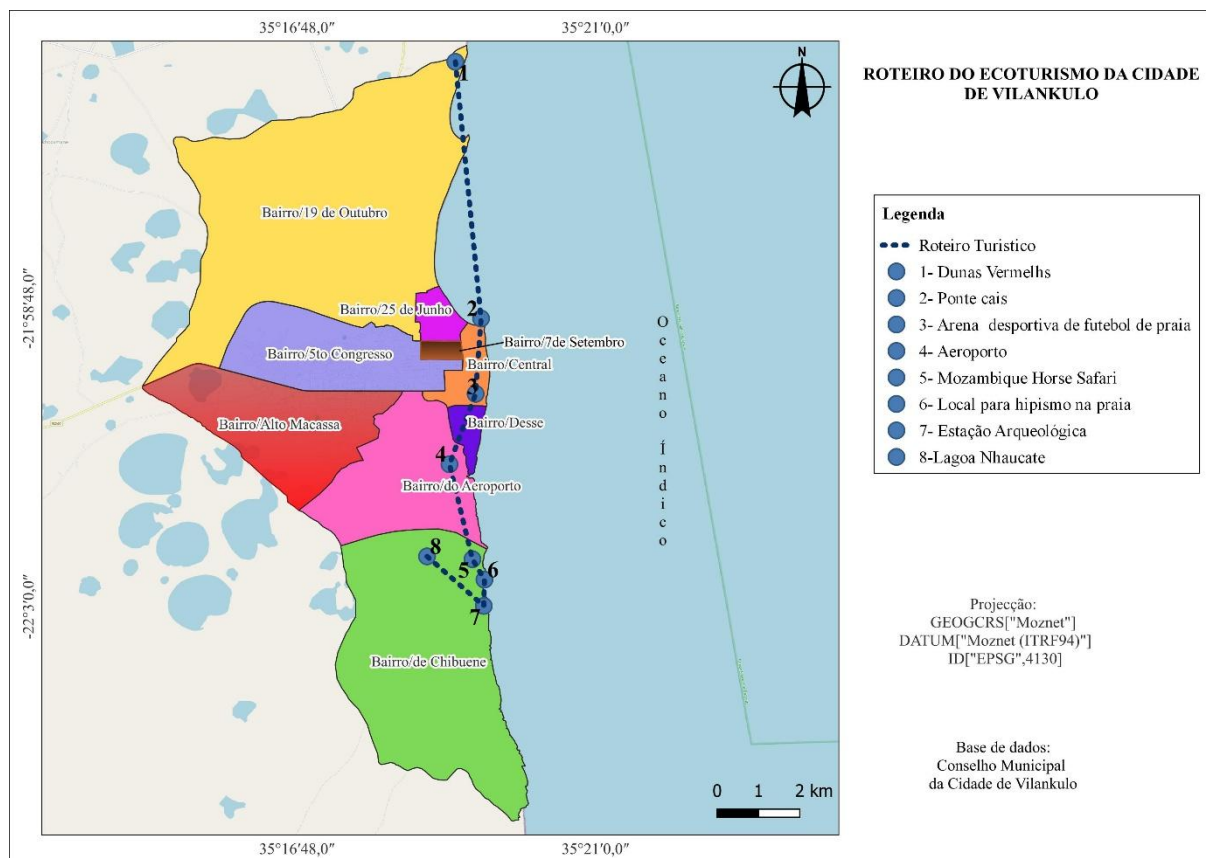 35°16'48,0"
35°21'0,0"
-21°58'48,0"
-22°3'0,0"
1
Bairro/19 de Outubro
2
Bairro/25 de Junho
Bairro/7de Setembro
Bairro/5to Congresso
Bairro/Central
3
Bairro/Alto Macassa
Bairro/Desse
4
Bairro/do Aeroporto
8
5
6
7
Bairro/de Chibuene
Oceano Índico
N
0 1 2 km
35°16'48,0"
35°21'0,0"
ROTEIRO DO ECOTURISMO DA CIDADE
DE VILANKULO
Legenda
Roteiro Turistico
1- Dunas Vermelhs
2- Ponte cais
3- Arena desportiva de futebol de praia
4- Aeroporto
5- Mozambique Horse Safari
6- Local para hipismo na praia
7- Estação Arqueológica
8-Lagoa Nhaucate
Projecção:
GEOGCRS["Moznet"]
DATUM["Moznet (ITRF94)"]
ID["EPSG",4130]
Base de dados:
Conselho Municipal
da Cidade de Vilankulo